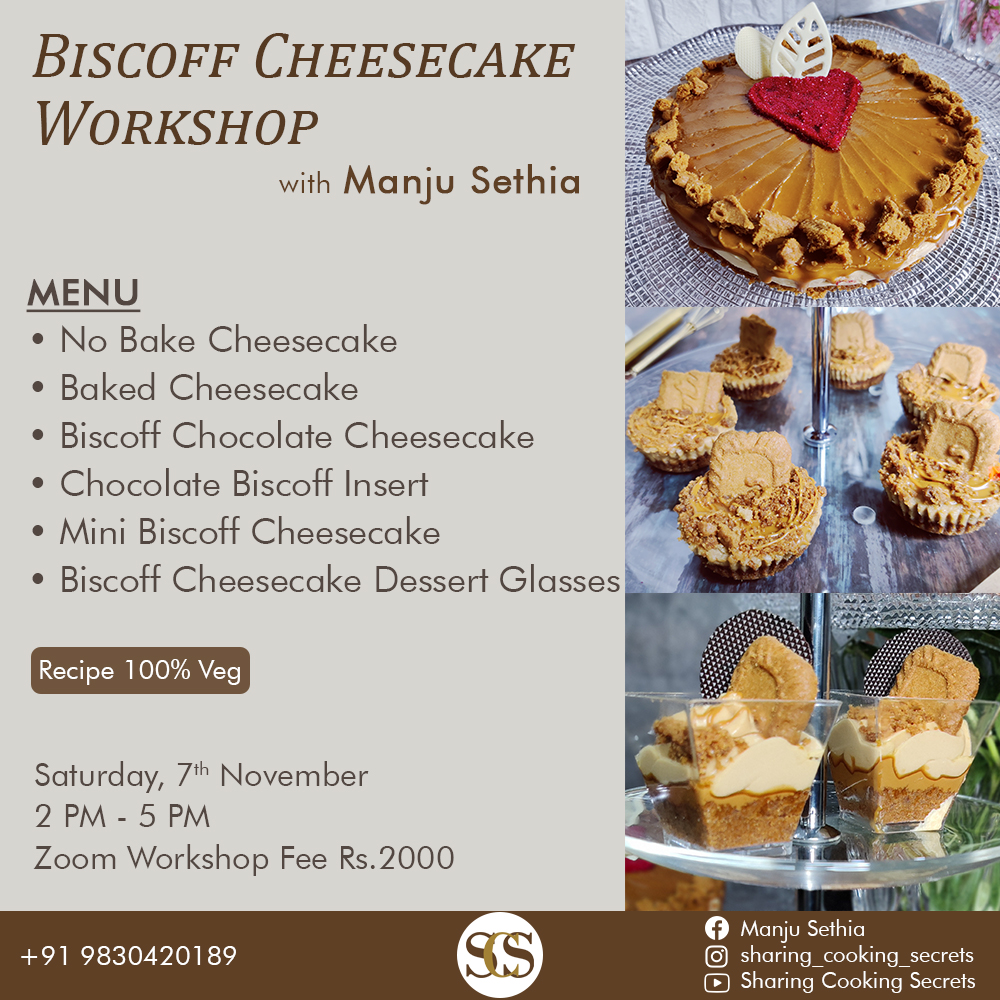 BISCOFF CHEESECAKE
WORKSHOP
with Manju Sethia
MENU
• No Bake Cheesecake
• Baked Cheesecake
• Biscoff Chocolate Cheesecake
• Chocolate Biscoff Insert
• Mini Biscoff Cheesecake
• Biscoff Cheesecake Dessert Glasses
Recipe 100% Veg
Saturday, 7th November
2 PM - 5 PM
Zoom Workshop Fee Rs.2000
+91 9830420189
SCS
Manju Sethia
sharing_cooking_secrets
Sharing Cooking Secrets